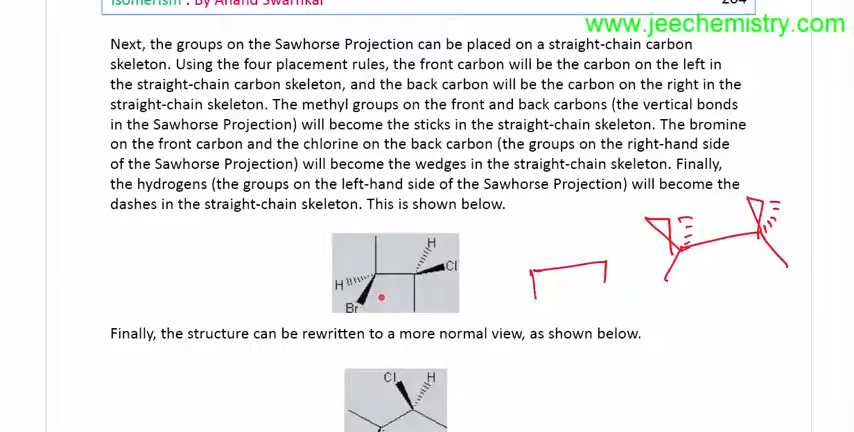 Isomerism : By Anand Swarnkar
204
www.jeechemistry.com
Next, the groups on the Sawhorse Projection can be placed on a straight-chain carbon
skeleton. Using the four placement rules, the front carbon will be the carbon on the left in
the straight-chain carbon skeleton, and the back carbon will be the carbon on the right in the
straight-chain skeleton. The methyl groups on the front and back carbons (the vertical bonds
in the Sawhorse Projection) will become the sticks in the straight-chain skeleton. The bromine
on the front carbon and the chlorine on the back carbon (the groups on the right-hand side
of the Sawhorse Projection) will become the wedges in the straight-chain skeleton. Finally,
the hydrogens (the groups on the left-hand side of the Sawhorse Projection) will become the
dashes in the straight-chain skeleton. This is shown below.
H
Cl
H
Br
Finally, the structure can be rewritten to a more normal view, as shown below.
Cl H